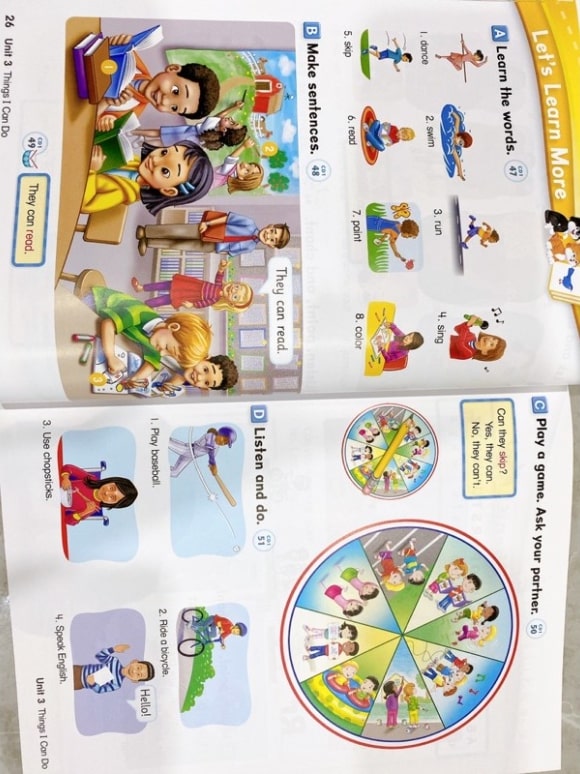 Let's Learn More
A Learn the words. CD1 47
1. dance
2. swim
3. run
4. sing
5. skip
6. read
7. paint
8. color
B Make sentences. CD1 48
They can read.
1
2
3
CD1 49
They can read.
26 Unit 3 Things I Can Do
C Play a game. Ask your partner. CD1 50
Can they skip?
Yes, they can.
No, they can't.
D Listen and do. CD1 51
1. Play baseball.
2. Ride a bicycle.
3. Use chopsticks.
4. Speak English.
Hello!
Unit 3 Things I Can Do